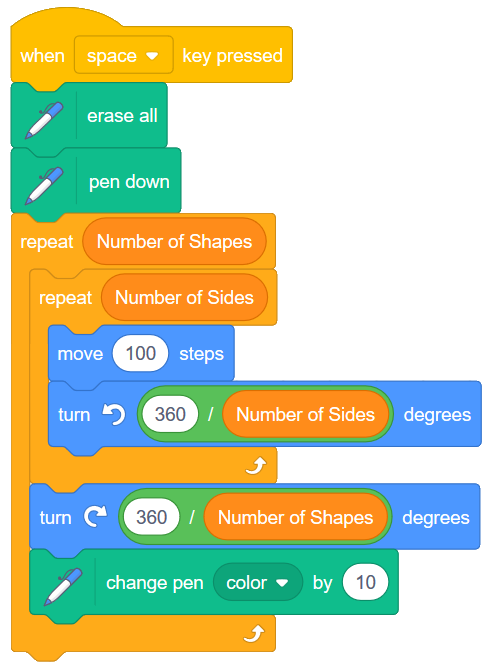 when space key pressed
erase all
pen down
repeat Number of Shapes
repeat Number of Sides
move 100 steps
turn 360 / Number of Sides degrees
turn 360 / Number of Shapes degrees
change pen color by 10